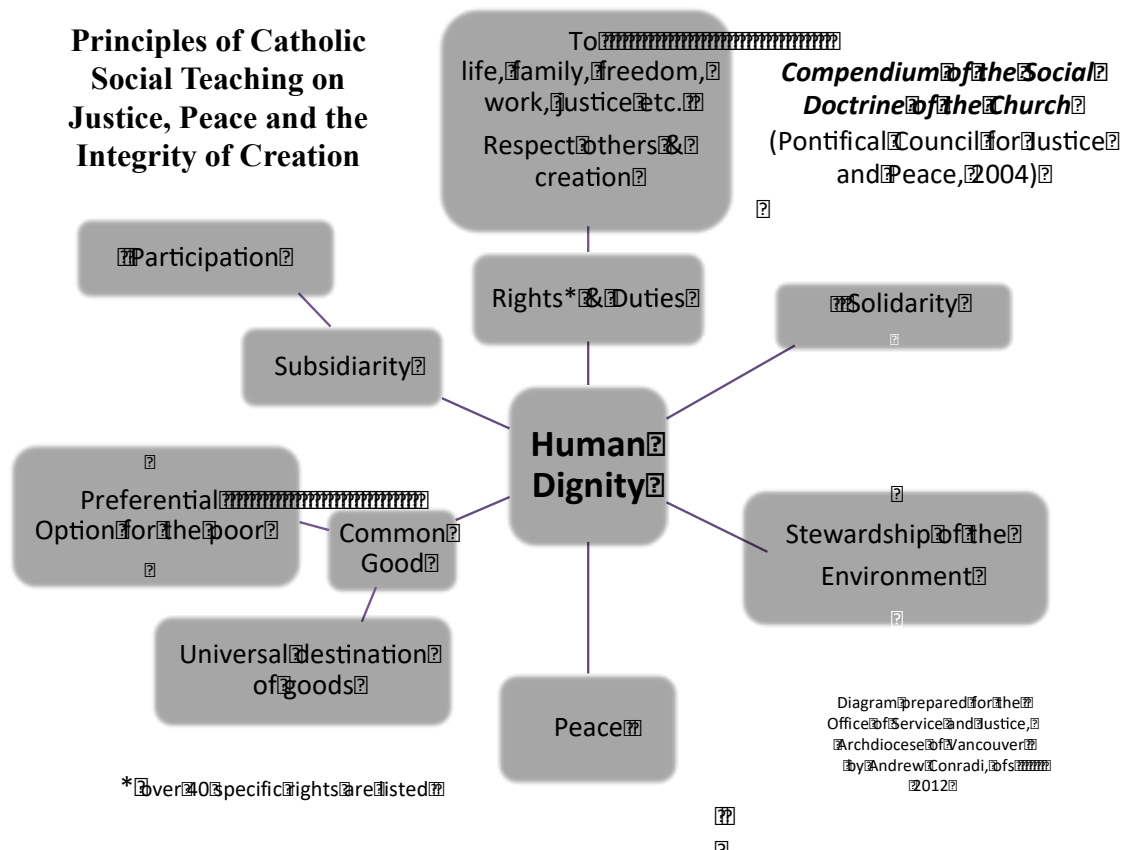 Principles of Catholic
Social Teaching on
Justice, Peace and the
Integrity of Creation
To
life, family, freedom,
work, justice etc.
Respect others &
creation
Compendium of the Social
Doctrine of the Church
(Pontifical Council for Justice
and Peace, 2004)
Participation
Rights* & Duties
Solidarity
Subsidiarity
Human
Dignity
Preferential
Option for the poor
Common
Good
Stewardship of the
Environment
Universal destination
of goods
Peace
Diagram prepared for the
Office of Service and Justice,
Archdiocese of Vancouver
by Andrew Conradi, ofs
2012
* over 40 specific rights are listed